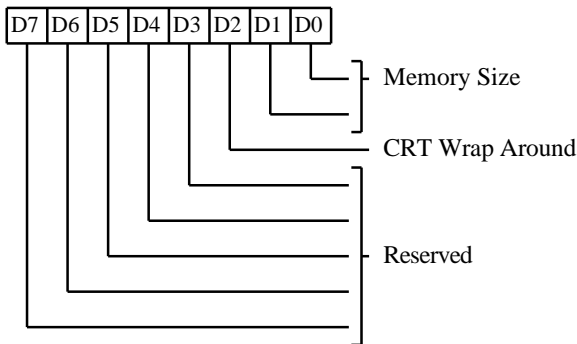 D7 D6 D5 D4 D3 D2 D1 D0
Memory Size
CRT Wrap Around
Reserved